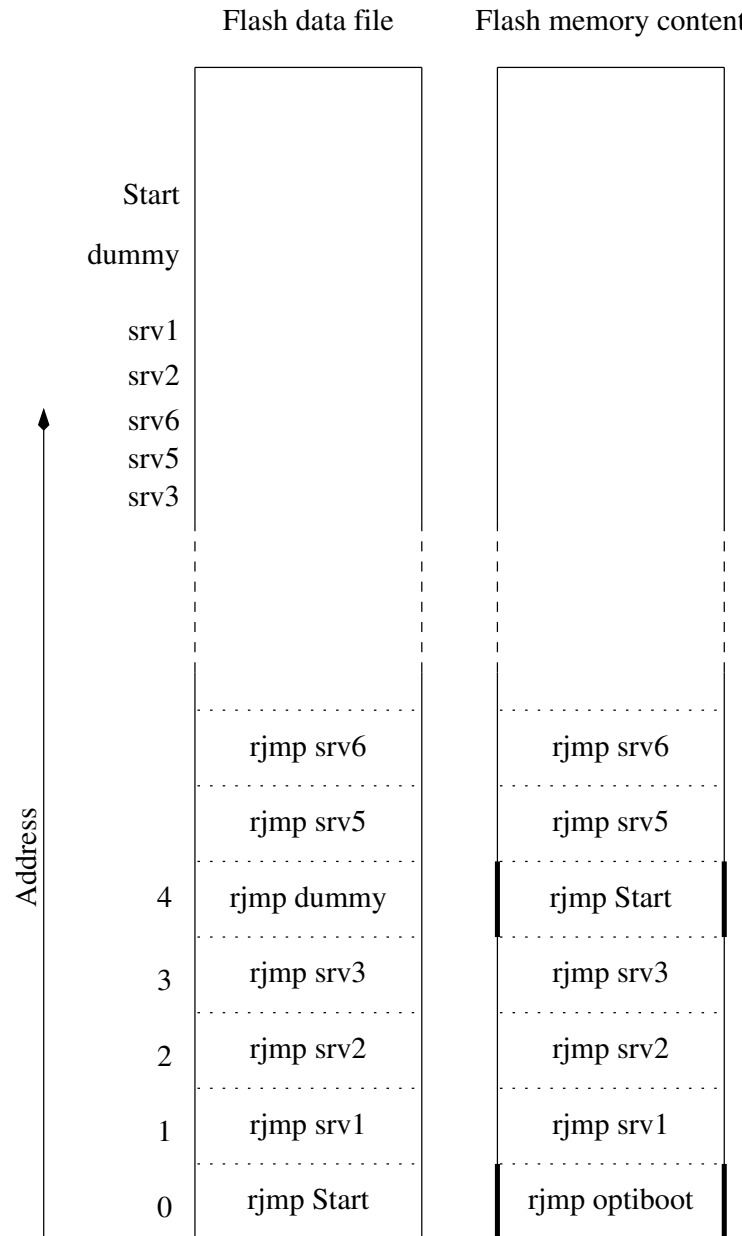 Flash data file
Flash memory content
Start
dummy
srv1
srv2
srv6
srv5
srv3
rjmp srv6
rjmp srv6
rjmp srv5
rjmp srv5
Address
4
rjmp dummy
rjmp Start
3
rjmp srv3
rjmp srv3
2
rjmp srv2
rjmp srv2
1
rjmp srv1
rjmp srv1
0
rjmp Start
rjmp optiboot